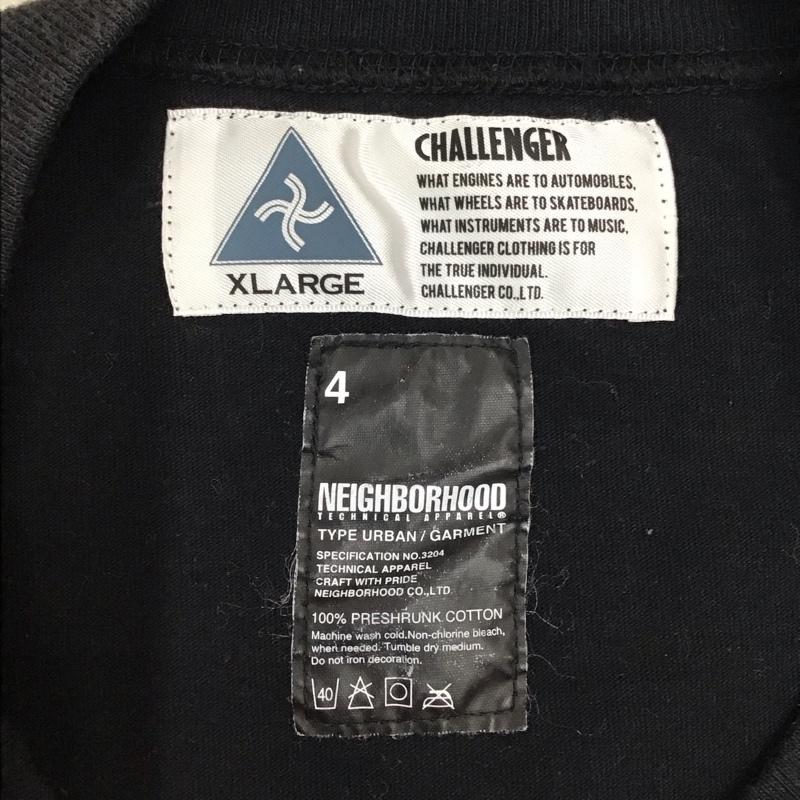 CHALLENGER
WHAT ENGINES ARE TO AUTOMOBILES,
WHAT WHEELS ARE TO SKATEBOARDS,
WHAT INSTRUMENTS ARE TO MUSIC,
CHALLENGER CLOTHING IS FOR
THE TRUE INDIVIDUAL.
CHALLENGER CO.,LTD.
XLARGE
4
NEIGHBORHOOD
TECHNICAL APPAREL®
TYPE URBAN / GARMENT
SPECIFICATION NO.3204
TECHNICAL APPAREL
CRAFT WITH PRIDE
NEIGHBORHOOD CO.,LTD
100% PRESHRUNK COTTON
Machine wash cold.Non-chlorine bleach,
when needed. Tumble dry medium.
Do not iron decoration.
40